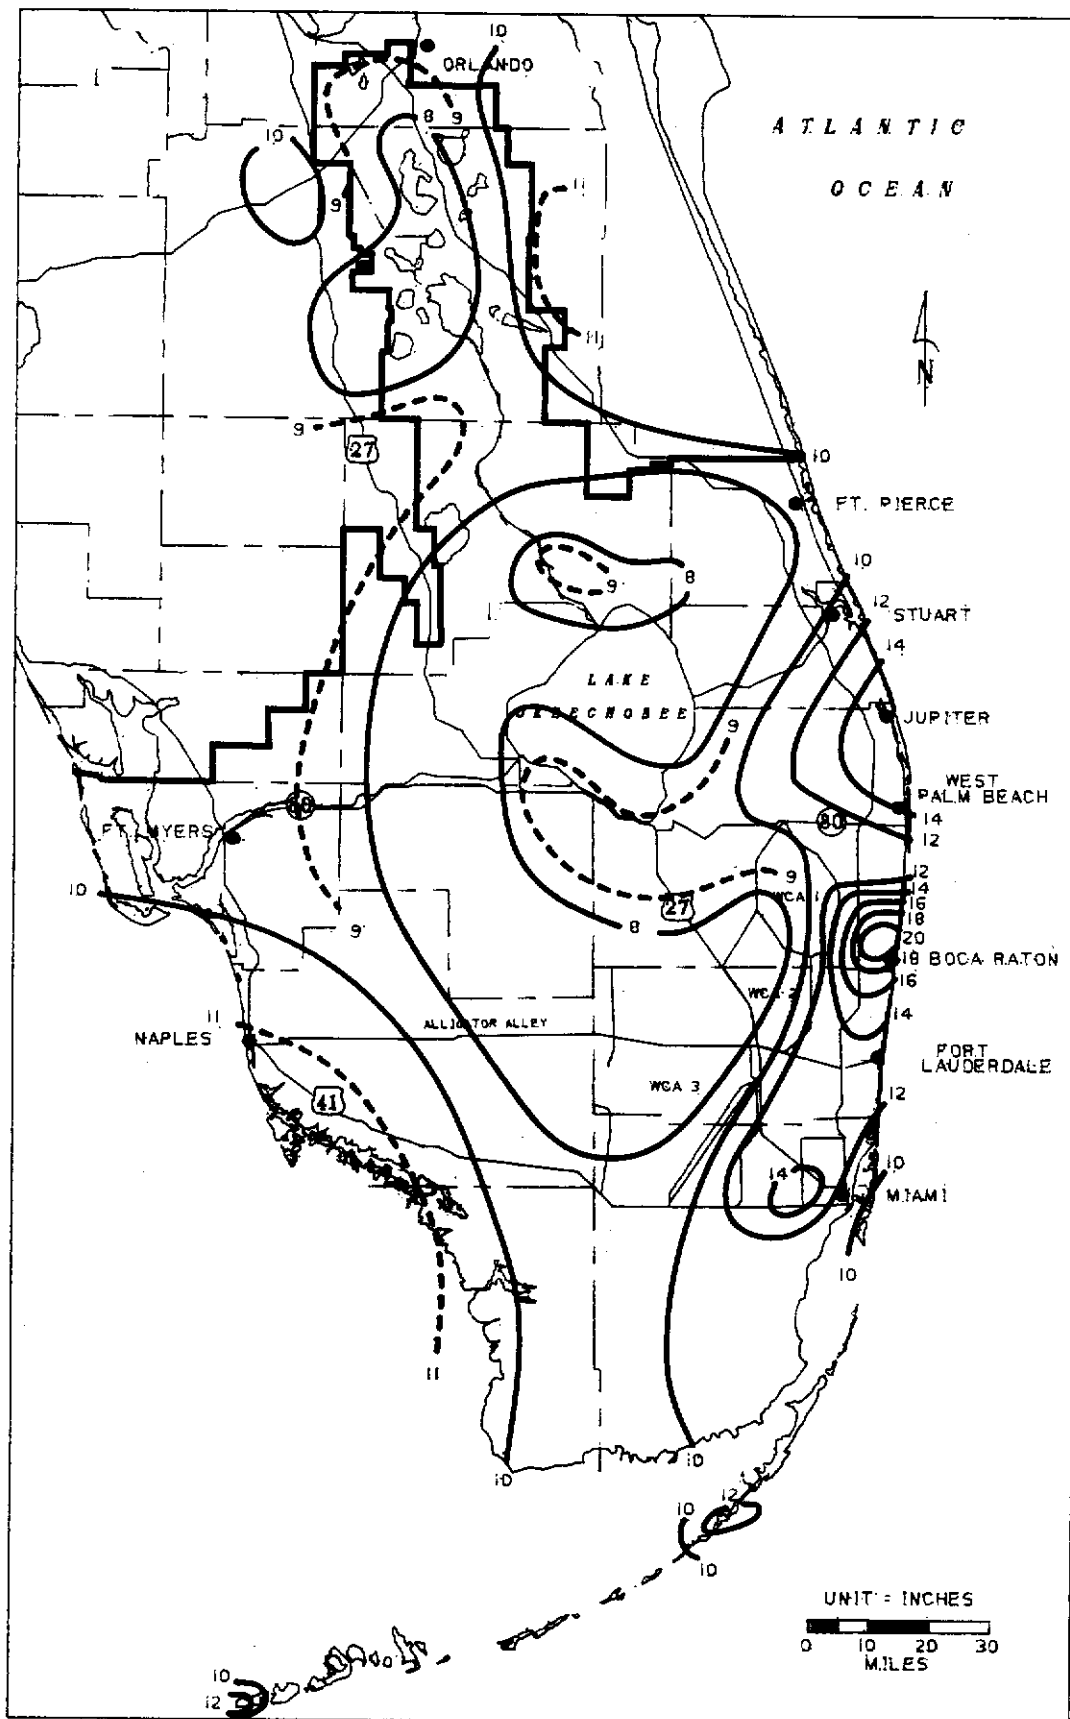 10
ORLANDO
ATLANTIC
OCEAN
8
9
10
11
9
11
N
9
27
10
FT. PIERCE
10
8
9
12
STUART
14
LAKE
OKEECHOBEE
JUPITER
9
WEST
PALM BEACH
80
80
14
FT. MYERS
12
12
10
9
WCA 1
14
16
27
18
8
20
9
18
BOCA RATON
16
WCA 2
11
ALLIGATOR ALLEY
14
NAPLES
FORT
LAUDERDALE
WCA 3
12
41
14
10
MIAMI
10
11
10
10
12
10
10
UNIT = INCHES
0 10 20 30
MILES
10
12